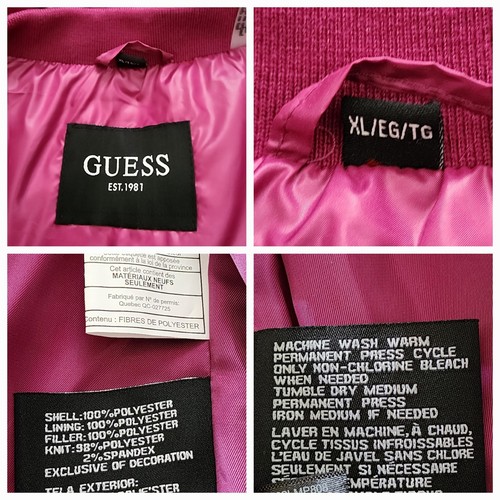 GUESS
EST.1981
XL/EG/TG
conformément à la loi de la province
Cet article contient des
MATÉRIAUX NEUFS
SEULEMENT
Fabriqué par N° de permis:
Quebec QC-027725
Contenu : FIBRES DE POLYESTER
SHELL:100%POLYESTER
LINING: 100%POLYESTER
FILLER: 100%POLYESTER
KNIT:98%POLYESTER
2%SPANDEX
EXCLUSIVE OF DECORATION
TELA EXTERIOR:
MACHINE WASH WARM
PERMANENT PRESS CYCLE
ONLY NON-CHLORINE BLEACH
WHEN NEEDED
TUMBLE DRY MEDIUM
PERMANENT PRESS
IRON MEDIUM IF NEEDED
LAVER EN MACHINE, À CHAUD,
CYCLE TISSUS INFROISSABLES
L'EAU DE JAVEL SANS CHLORE
SEULEMENT SI NÉCESSAIRE
TEMPÉRATURE